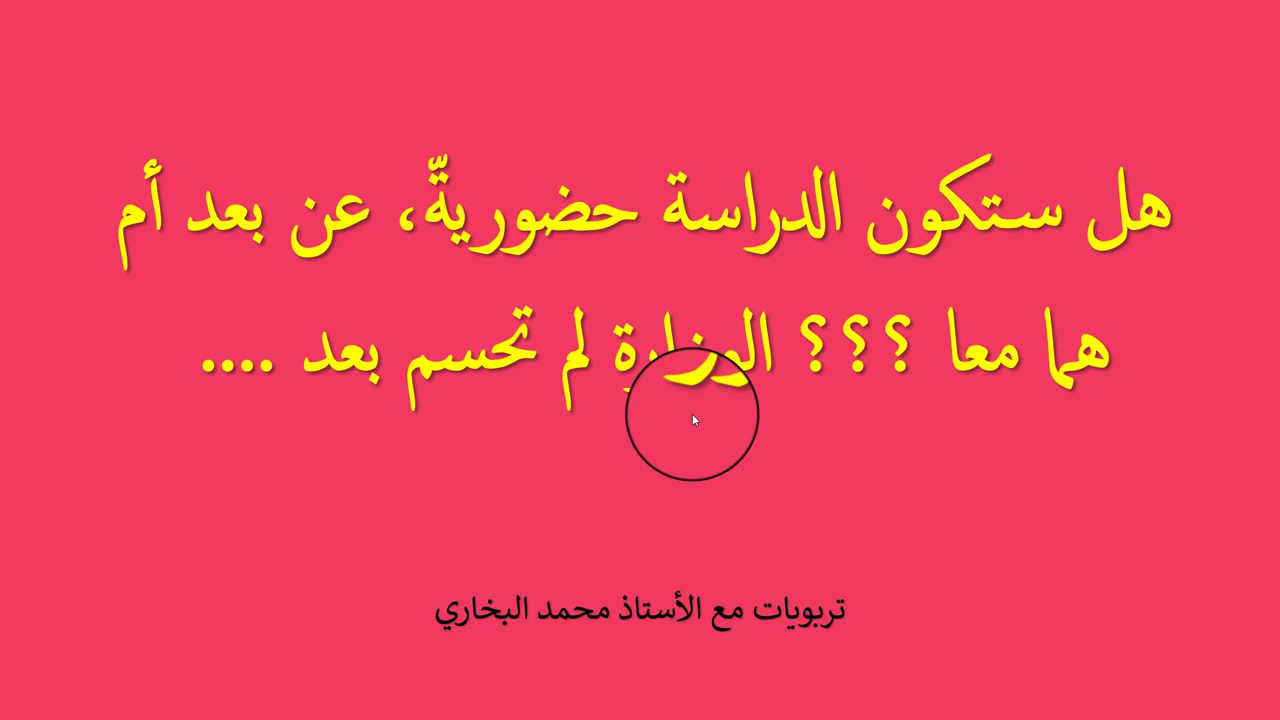 هل ستكون الدراسة حضوريةّ، عن بعد أم
هما معا ؟؟؟ الوزارة لم تحسم بعد ....
تربويات مع الأستاذ محمد البخاري